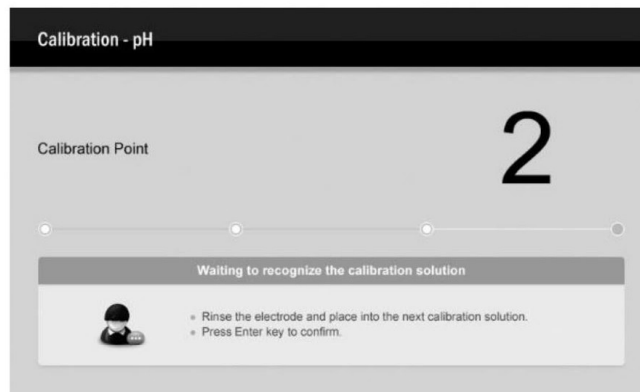 Calibration - pH
Calibration Point
2
Waiting to recognize the calibration solution
Rinse the electrode and place into the next calibration solution.
Press Enter key to confirm.